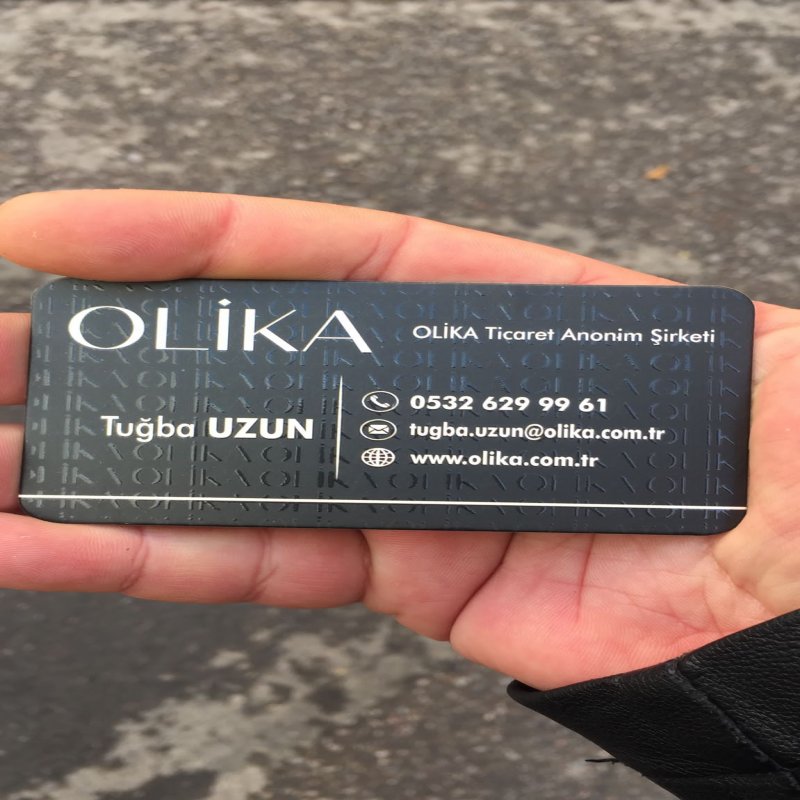 OLİKA
OLİKA Ticaret Anonim Şirketi
Tuğba UZUN
0532 629 99 61
tugba.uzun@olika.com.tr
www.olika.com.tr